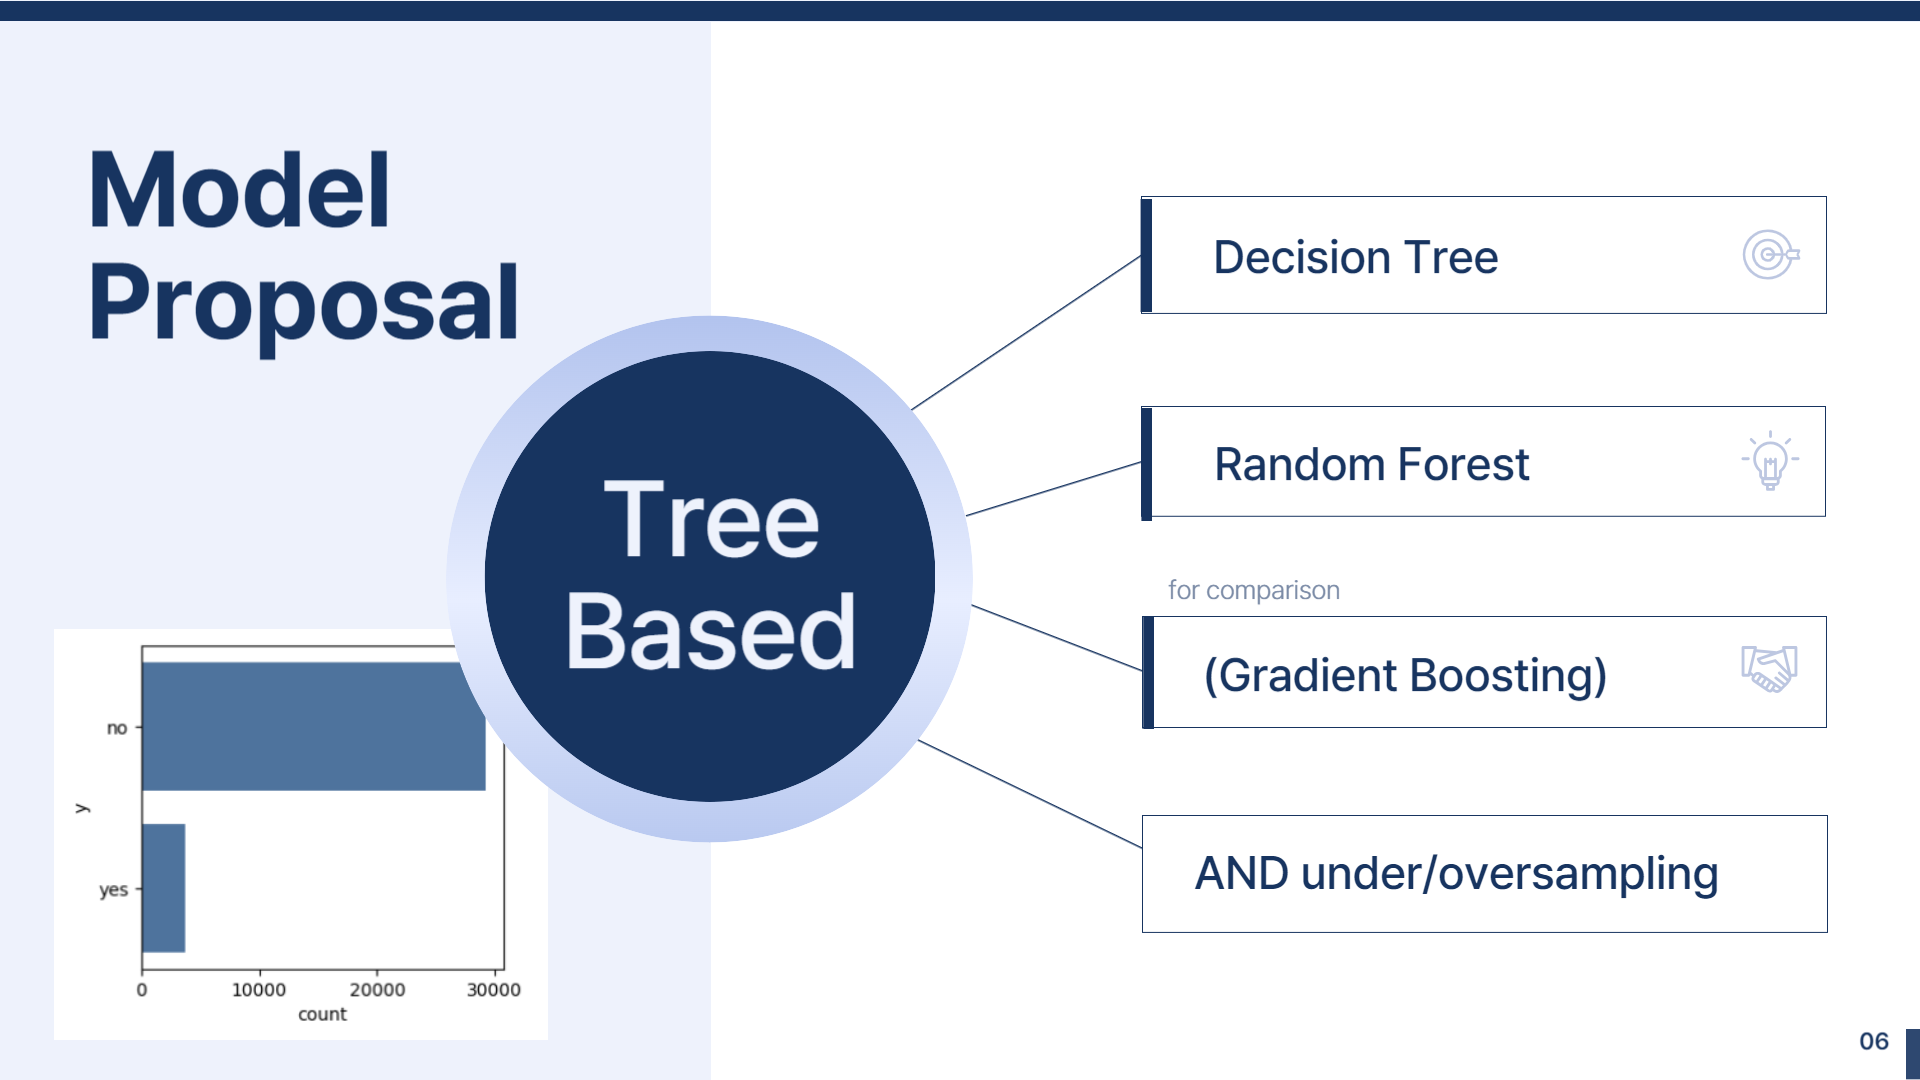 Model
Proposal
Tree
Based
Decision Tree
Random Forest
for comparison
(Gradient Boosting)
AND under/oversampling
no
y
yes
0 10000 20000 30000
count
06